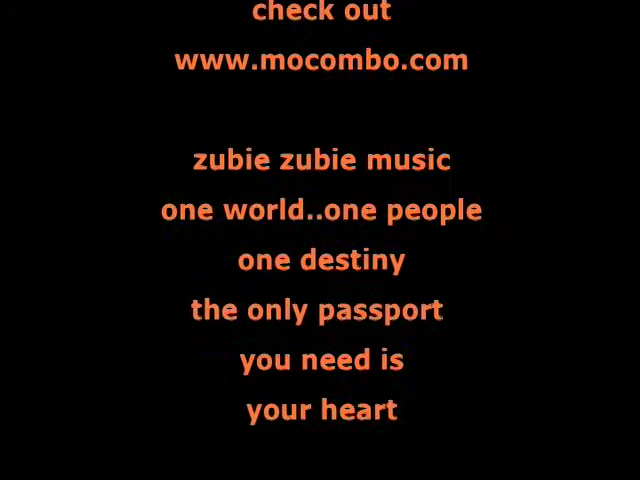 check out
www.mocombo.com
zubie zubie music
one world..one people
one destiny
the only passport
you need is
your heart